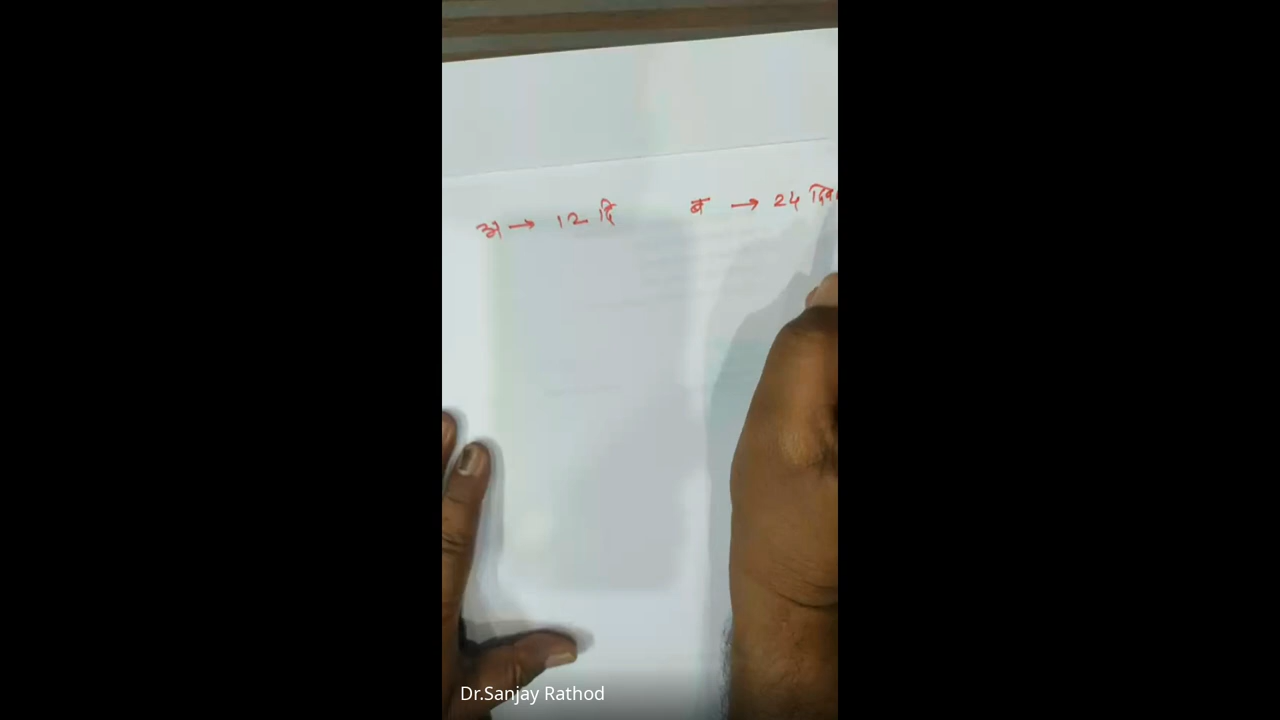 अ → 12 दि ब → 24 दिव
Dr.Sanjay Rathod